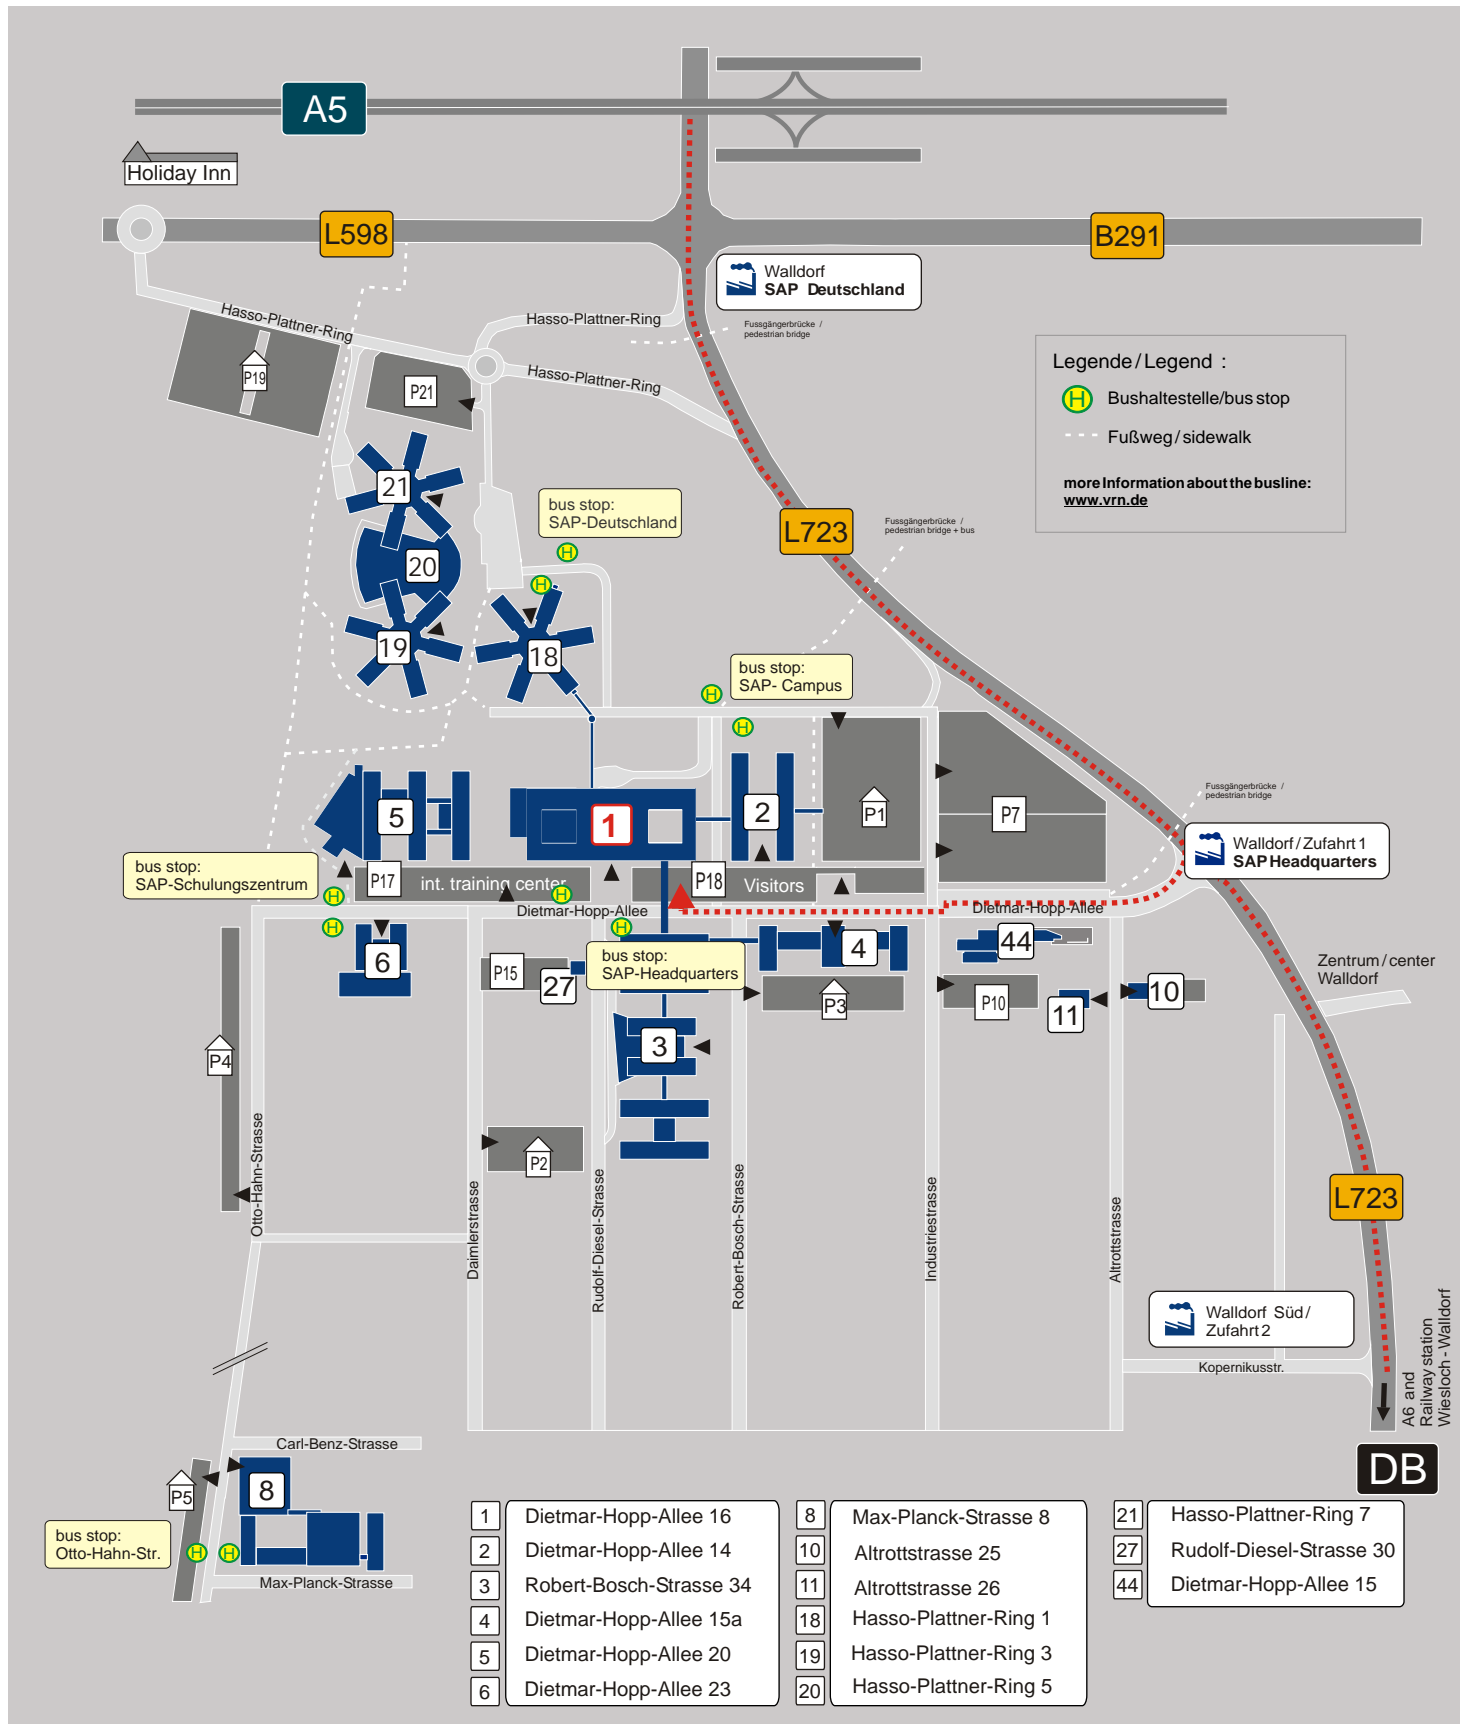 A5
Holiday Inn
L598
B291
Walldorf
SAP Deutschland
Hasso-Plattner-Ring
Hasso-Plattner-Ring
Fussgängerbrücke /
pedestrian bridge
Hasso-Plattner-Ring
P19
P21
Legende/Legend :
H
Bushaltestelle/bus stop
Fußweg/sidewalk
more Information about the busline:
www.vrn.de
21
bus stop:
SAP-Deutschland
H
H
L723
Fussgängerbrücke /
pedestrian bridge + bus
20
19
18
bus stop:
SAP- Campus
H
H
5
1
2
P1
P7
Fussgängerbrücke /
pedestrian bridge
Walldorf/Zufahrt 1
SAP Headquarters
bus stop:
SAP-Schulungszentrum
H
H
P17
int. training center
H
P18
Visitors
Dietmar-Hopp-Allee
Dietmar-Hopp-Allee
H
6
P15
27
bus stop:
SAP-Headquarters
4
44
P3
P10
11
10
Zentrum/center
Walldorf
3
P4
P2
Otto-Hahn-Strasse
Daimlerstrasse
Rudolf-Diesel-Strasse
Robert-Bosch-Strasse
Industriestrasse
Altrottstrasse
L723
Walldorf Süd/
Zufahrt 2
Kopernikusstr.
A6 and
Railway station
Wiesloch - Walldorf
DB
Carl-Benz-Strasse
P5
8
bus stop:
Otto-Hahn-Str.
H
H
Max-Planck-Strasse
1 Dietmar-Hopp-Allee 16
2 Dietmar-Hopp-Allee 14
3 Robert-Bosch-Strasse 34
4 Dietmar-Hopp-Allee 15a
5 Dietmar-Hopp-Allee 20
6 Dietmar-Hopp-Allee 23
8 Max-Planck-Strasse 8
10 Altrottstrasse 25
11 Altrottstrasse 26
18 Hasso-Plattner-Ring 1
19 Hasso-Plattner-Ring 3
20 Hasso-Plattner-Ring 5
21 Hasso-Plattner-Ring 7
27 Rudolf-Diesel-Strasse 30
44 Dietmar-Hopp-Allee 15